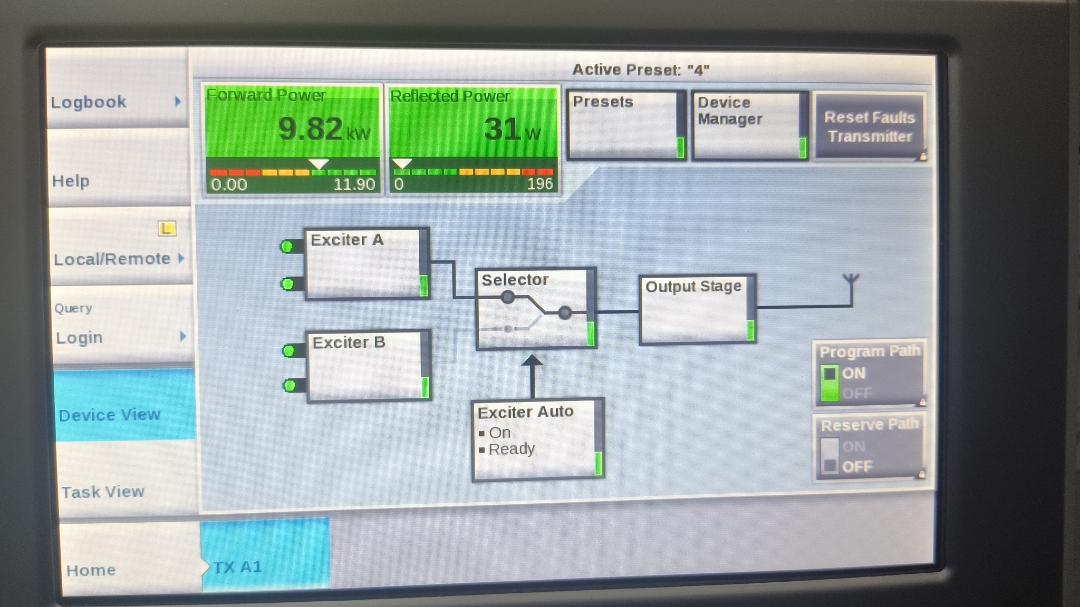 Active Preset: "4"
Logbook
Help
L
Local/Remote
Query
Login
Device View
Task View
Home
Forward Power
9.82 kW
0.00 11.90
Reflected Power
31 W
0 196
Presets
Device
Manager
Reset Faults
Transmitter
Exciter A
Exciter B
Selector
Output Stage
Exciter Auto
On
Ready
Program Path
ON
OFF
Reserve Path
ON
OFF
TX A1